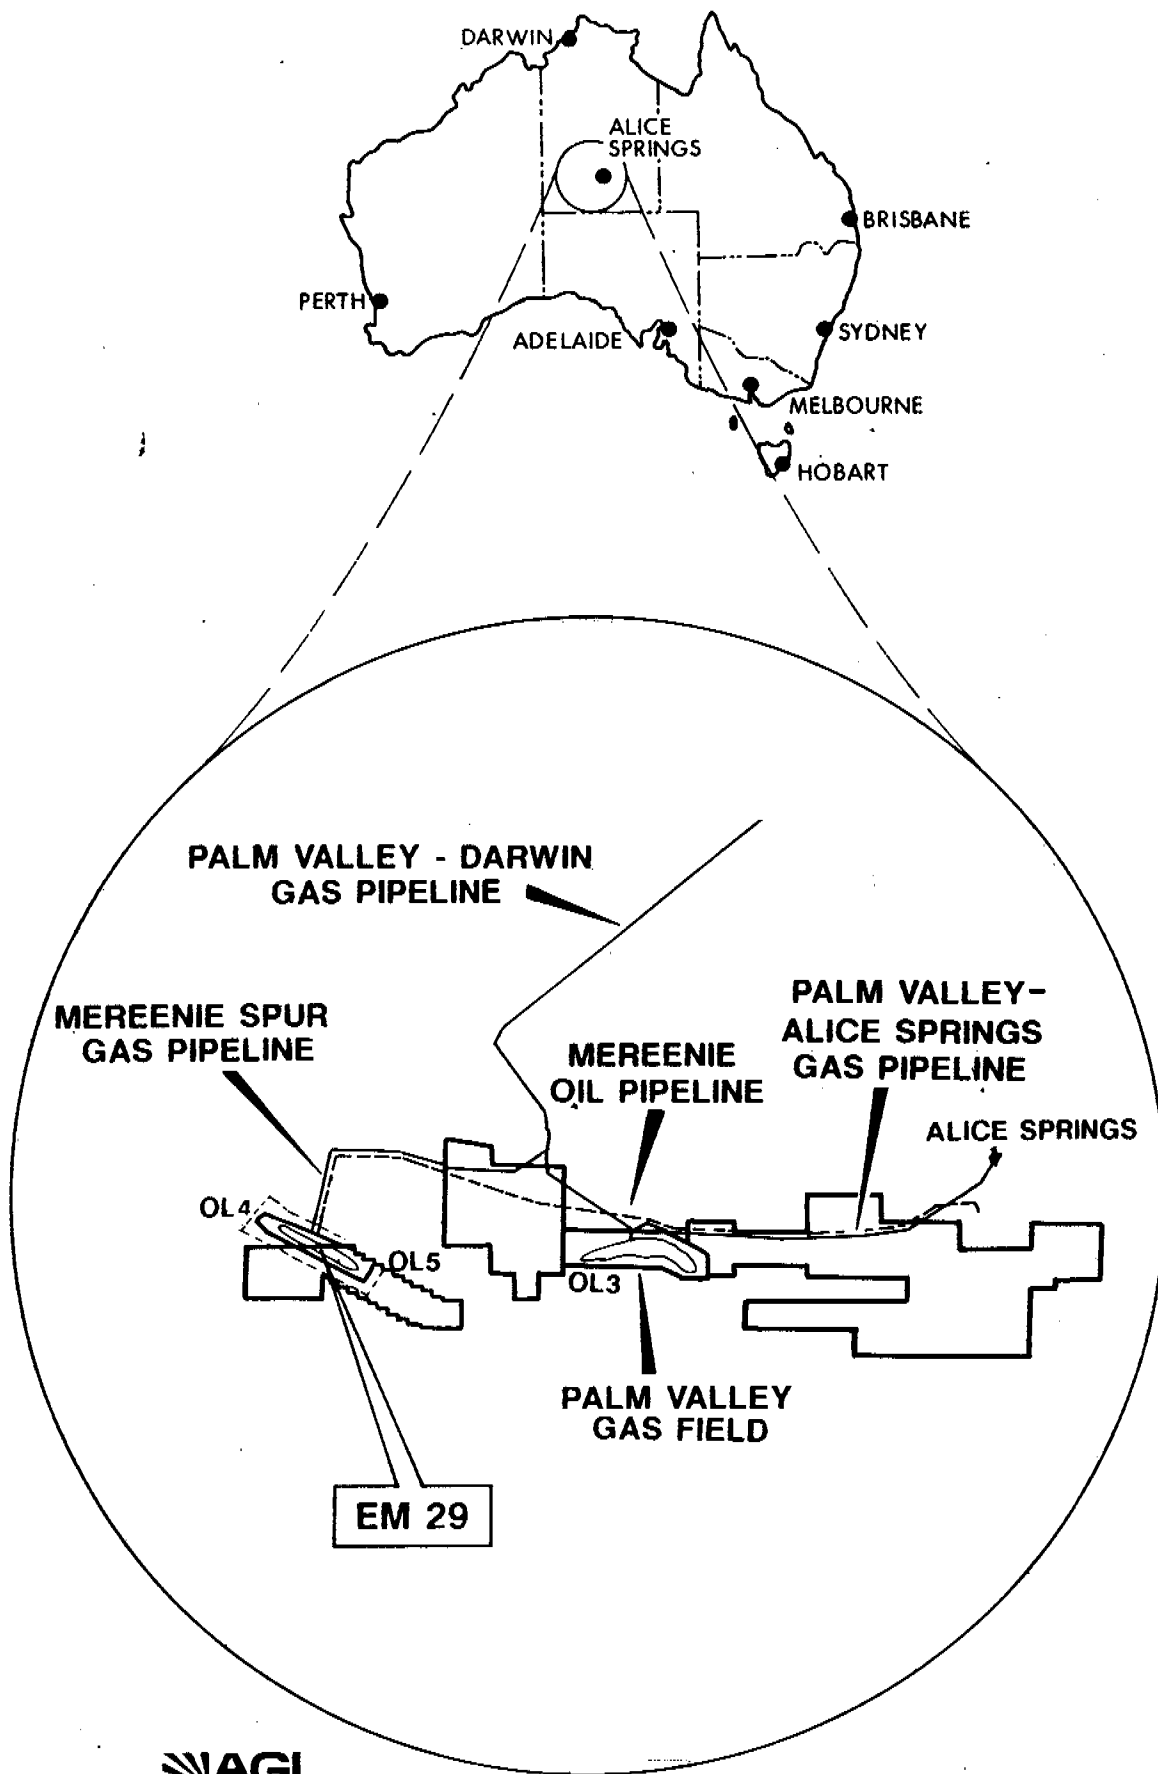 DARWIN
ALICE
SPRINGS
BRISBANE
PERTH
ADELAIDE
SYDNEY
MELBOURNE
HOBART
PALM VALLEY - DARWIN
GAS PIPELINE
MEREENIE SPUR
GAS PIPELINE
PALM VALLEY-
ALICE SPRINGS
GAS PIPELINE
MEREENIE
OIL PIPELINE
ALICE SPRINGS
OL4
OL5
OL3
PALM VALLEY
GAS FIELD
EM 29